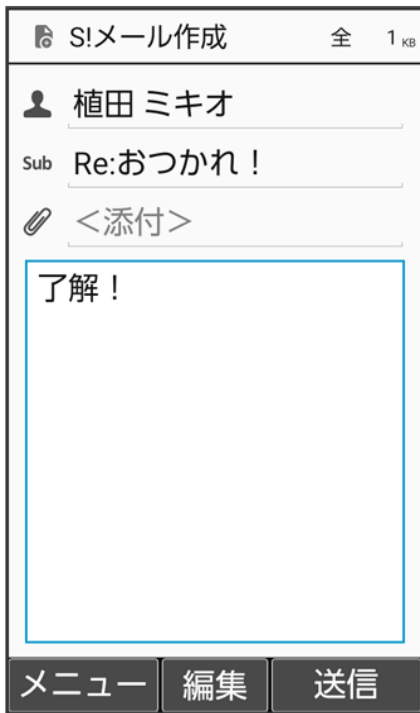 S!メール作成 全 1 KB
植田 ミキオ
Sub Re:おつかれ！
＜添付＞
了解！
メニュー 編集 送信